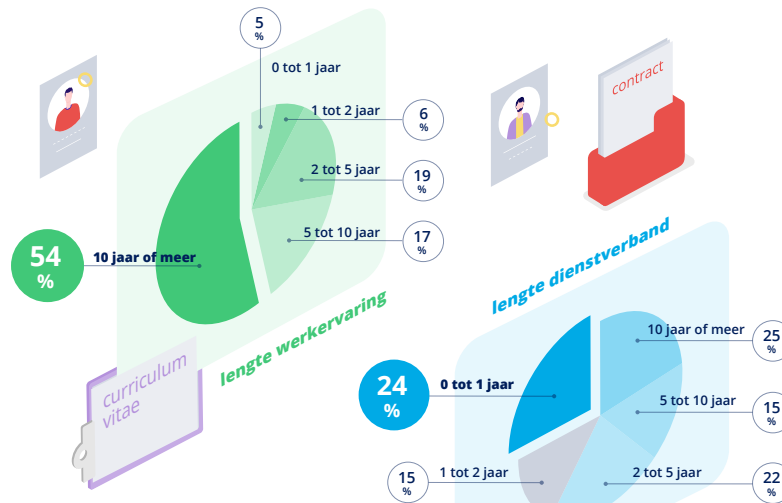 5
%
0 tot 1 jaar
1 tot 2 jaar
6
%
2 tot 5 jaar
19
%
5 tot 10 jaar
17
%
54
%
10 jaar of meer
lengte werkervaring
curriculum
vitae
contract
lengte dienstverband
10 jaar of meer
25
%
24
%
0 tot 1 jaar
5 tot 10 jaar
15
%
15
%
1 tot 2 jaar
2 tot 5 jaar
22
%